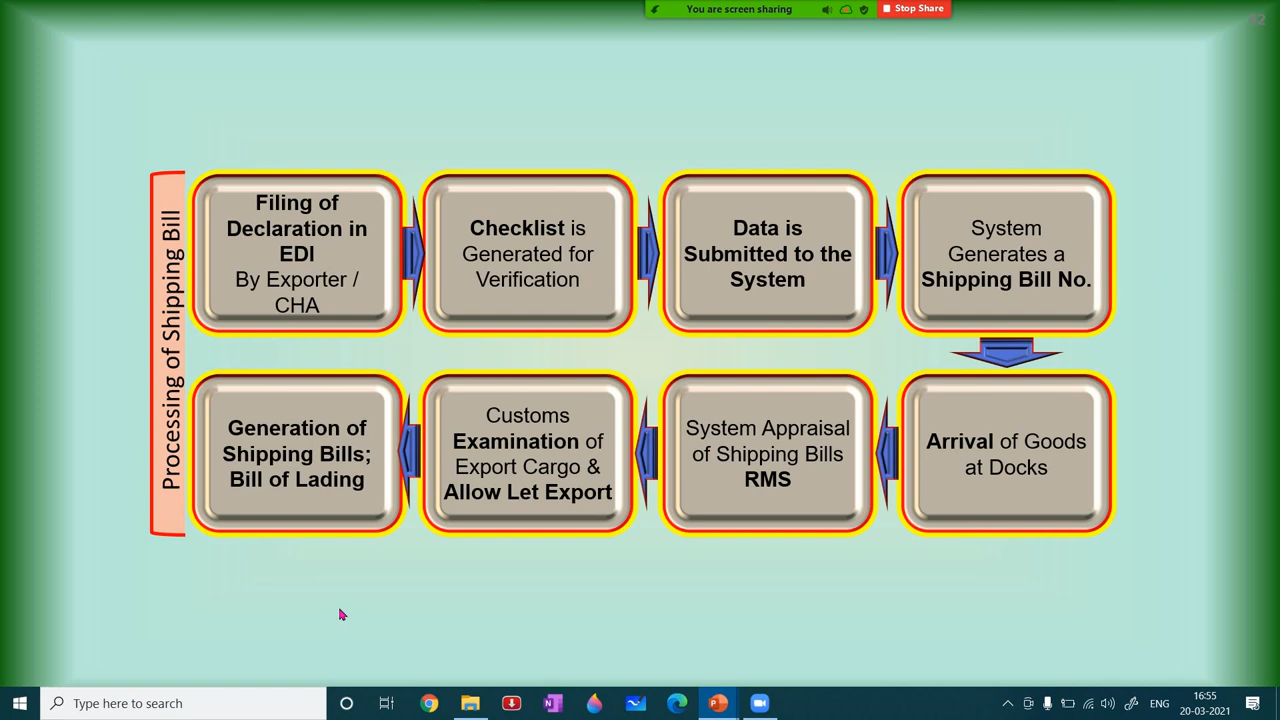 You are screen sharing
Stop Share
42
Processing of Shipping Bill
Filing of
Declaration in
EDI
By Exporter /
CHA
Checklist is
Generated for
Verification
Data is
Submitted to the
System
System
Generates a
Shipping Bill No.
Generation of
Shipping Bills;
Bill of Lading
Customs
Examination of
Export Cargo &
Allow Let Export
System Appraisal
of Shipping Bills
RMS
Arrival of Goods
at Docks
Type here to search
ENG
16:55
20-03-2021